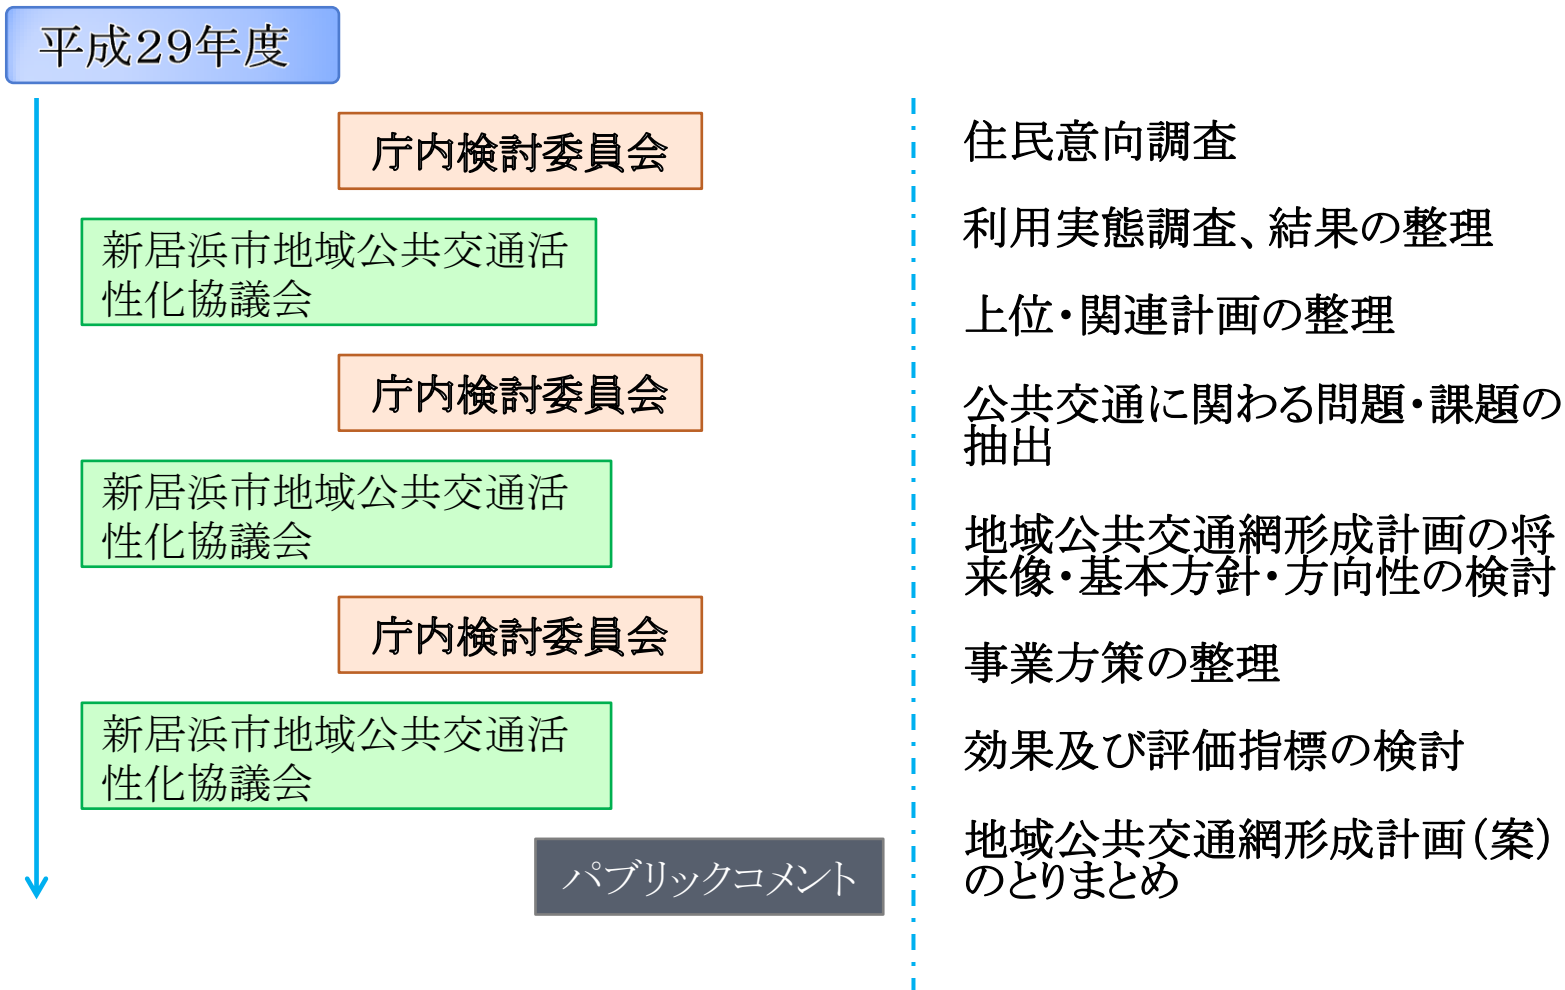 平成29年度
庁内検討委員会
新居浜市地域公共交通活
性化協議会
庁内検討委員会
新居浜市地域公共交通活
性化協議会
庁内検討委員会
新居浜市地域公共交通活
性化協議会
パブリックコメント
住民意向調査
利用実態調査、結果の整理
上位・関連計画の整理
公共交通に関わる問題・課題の
抽出
地域公共交通網形成計画の将
来像・基本方針・方向性の検討
事業方策の整理
効果及び評価指標の検討
地域公共交通網形成計画（案）
のとりまとめ